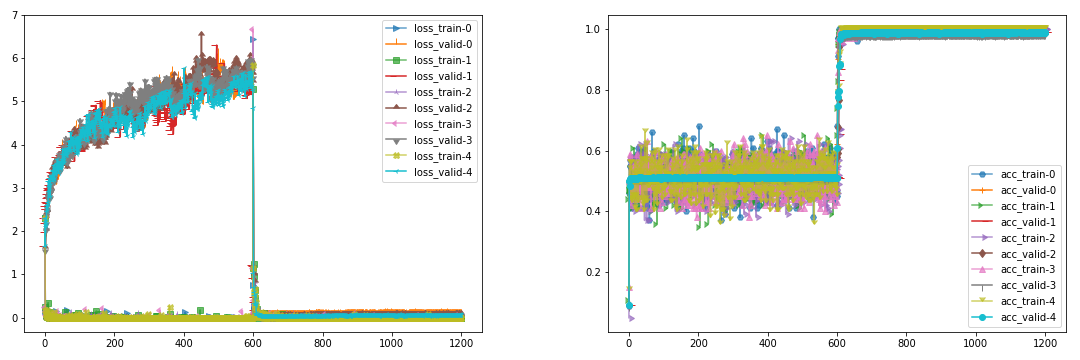 7
6
5
4
3
2
1
0
0
200
400
600
800
1000
1200
loss_train-0
loss_valid-0
loss_train-1
loss_valid-1
loss_train-2
loss_valid-2
loss_train-3
loss_valid-3
loss_train-4
loss_valid-4
1.0
0.8
0.6
0.4
0.2
0
200
400
600
800
1000
1200
acc_train-0
acc_valid-0
acc_train-1
acc_valid-1
acc_train-2
acc_valid-2
acc_train-3
acc_valid-3
acc_train-4
acc_valid-4